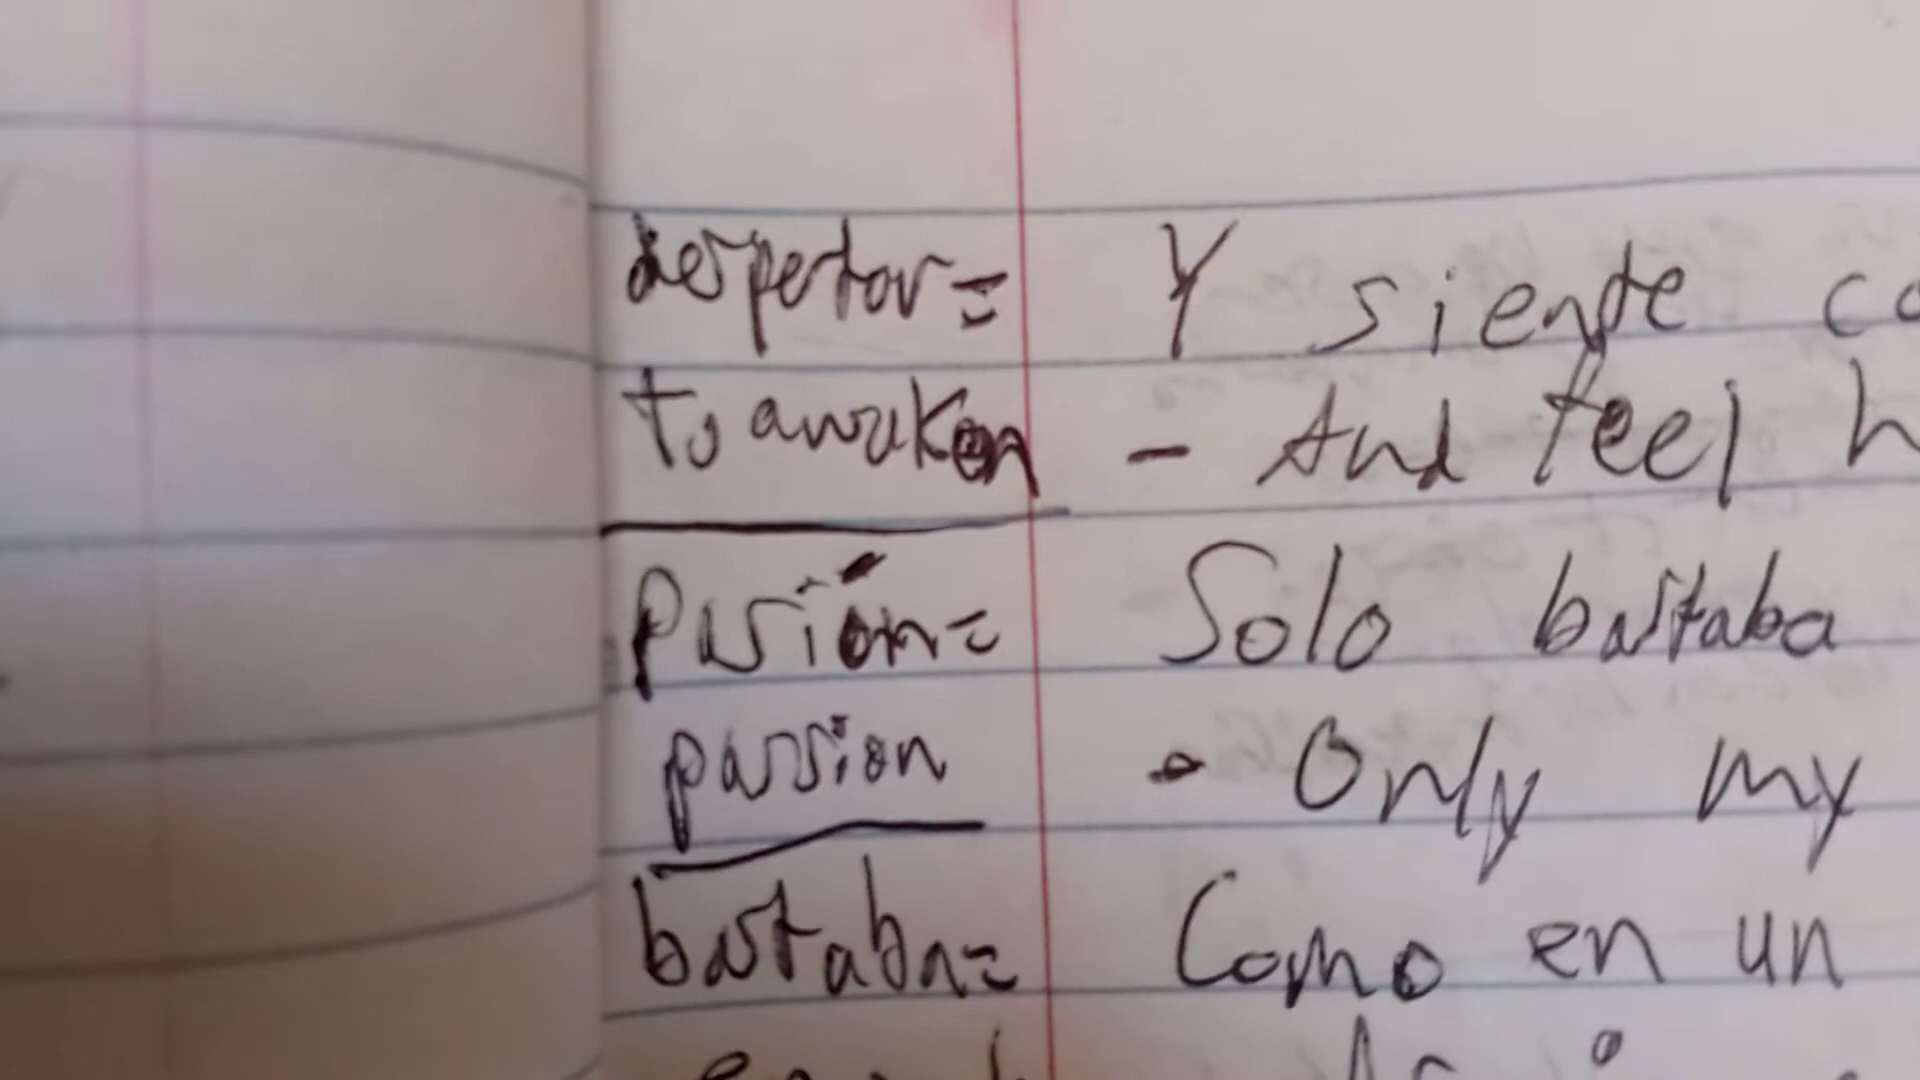 despertar= Y siente
to awaken - And feel
Pasión= Solo bastaba
passion - Only my
bastaba= Como en un